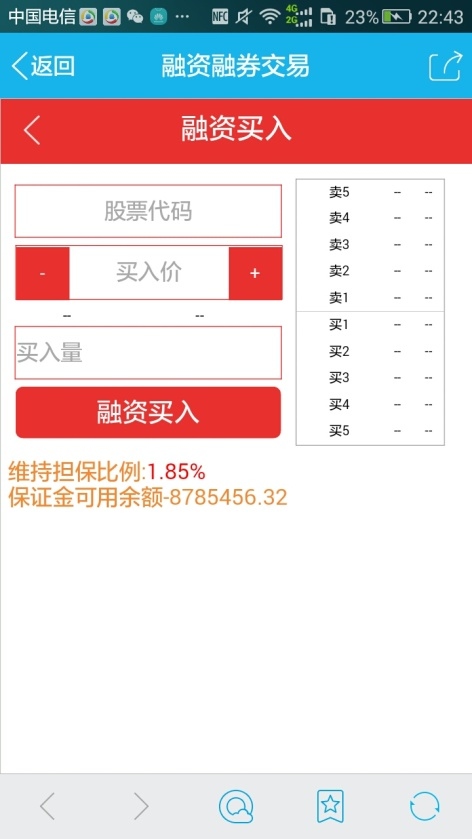 中国电信 ··· NFC 4G 2G 23% 22:43
返回 融资融券交易
融资买入
股票代码
- 买入价 +
-- --
买入量
融资买入
卖5 -- --
卖4 -- --
卖3 -- --
卖2 -- --
卖1 -- --
买1 -- --
买2 -- --
买3 -- --
买4 -- --
买5 -- --
维持担保比例:1.85%
保证金可用余额-8785456.32